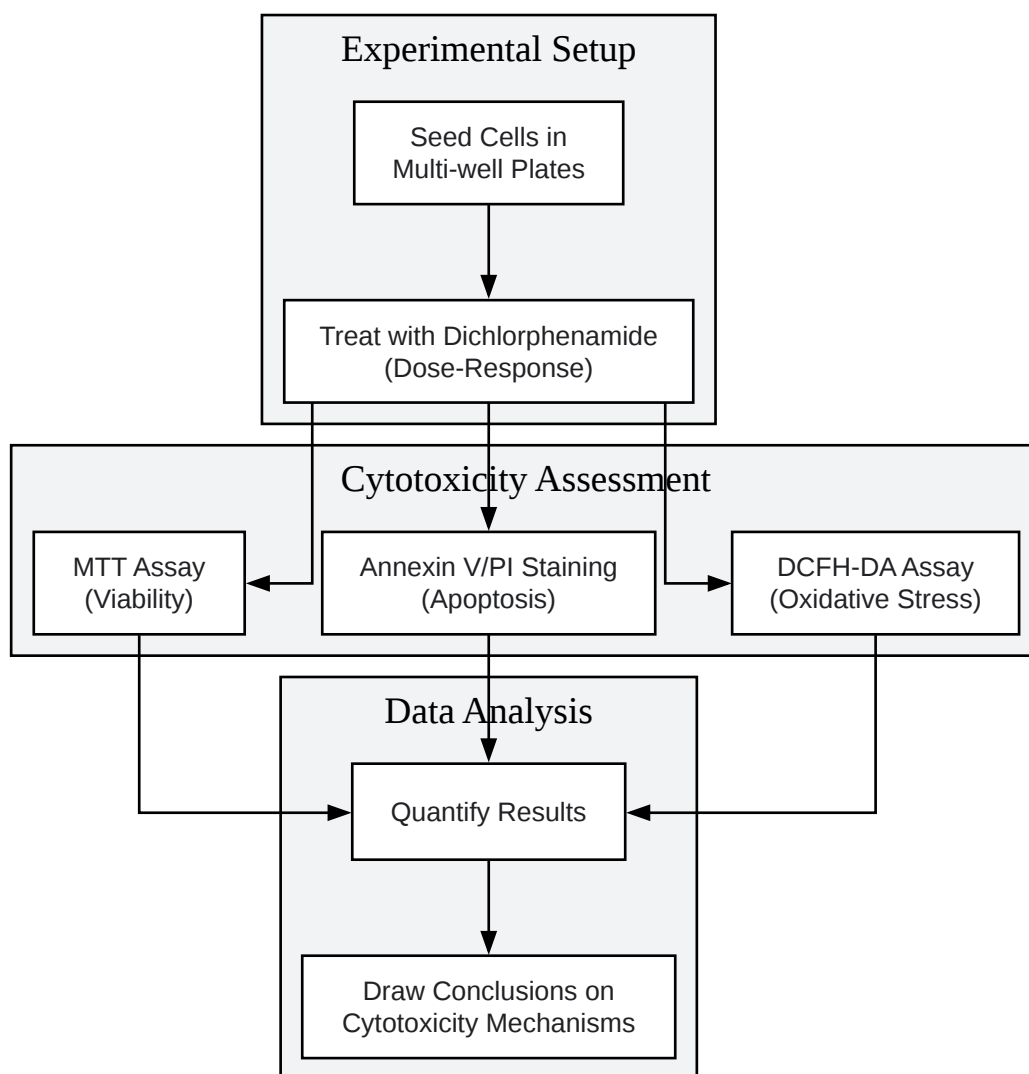 Experimental Setup
Seed Cells in
Multi-well Plates
Treat with Dichlorphenamide
(Dose-Response)
Cytotoxicity Assessment
MTT Assay
(Viability)
Annexin V/PI Staining
(Apoptosis)
DCFH-DA Assay
(Oxidative Stress)
Data Analysis
Quantify Results
Draw Conclusions on
Cytotoxicity Mechanisms